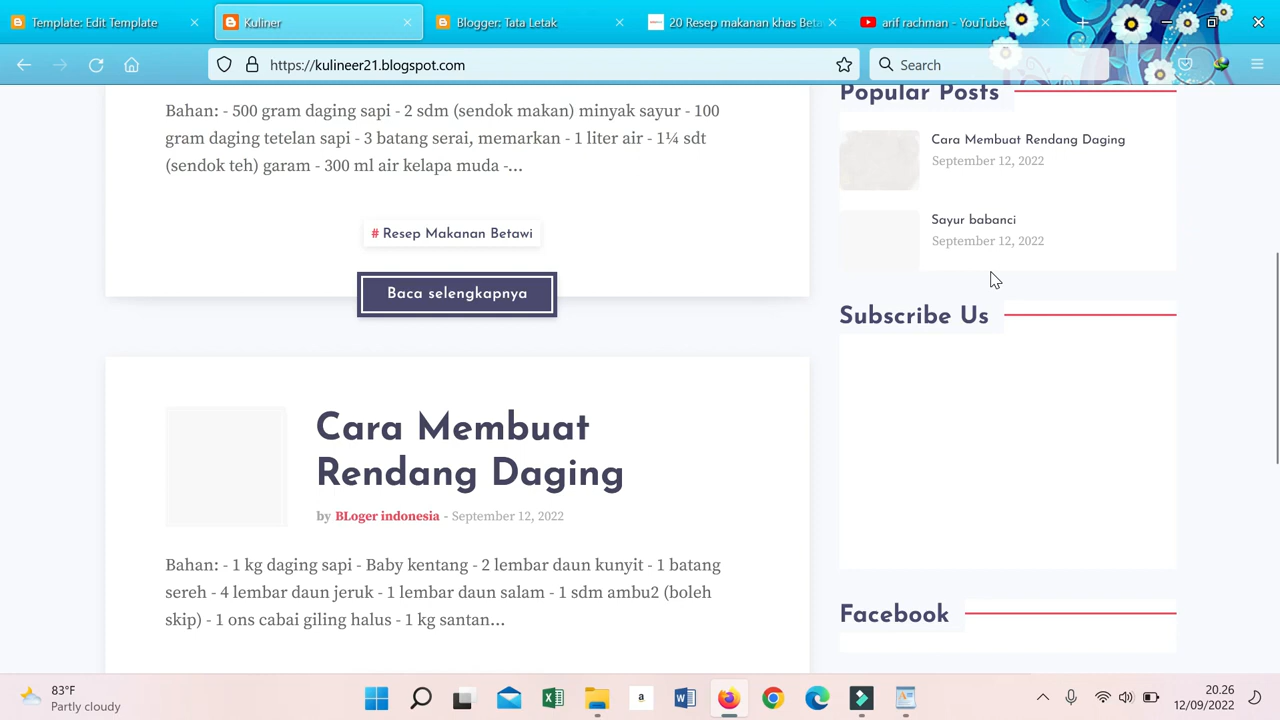 Template: Edit Template
Kuliner
Blogger: Tata Letak
20 Resep makanan khas Beta
arif rachman - YouTube
https://kulineer21.blogspot.com
Search
Bahan: - 500 gram daging sapi - 2 sdm (sendok makan) minyak sayur - 100
gram daging tetelan sapi - 3 batang serai, memarkan - 1 liter air - 1¼ sdt
(sendok teh) garam - 300 ml air kelapa muda -...
# Resep Makanan Betawi
Baca selengkapnya
Cara Membuat
Rendang Daging
by BLoger indonesia - September 12, 2022
Bahan: - 1 kg daging sapi - Baby kentang - 2 lembar daun kunyit - 1 batang
sereh - 4 lembar daun jeruk - 1 lembar daun salam - 1 sdm ambu2 (boleh
skip) - 1 ons cabai giling halus - 1 kg santan...
Popular Posts
Cara Membuat Rendang Daging
September 12, 2022
Sayur babanci
September 12, 2022
Subscribe Us
Facebook
83°F
Partly cloudy
a
20.26
12/09/2022